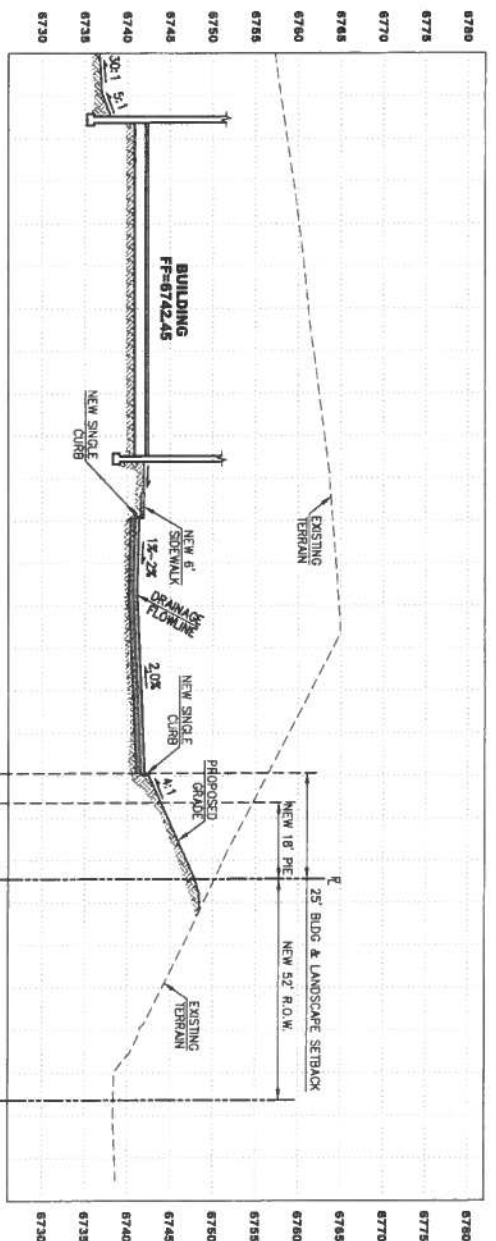 6780
6775
6770
6765
6760
6755
6750
6745
6740
6735
6730
EXISTING
TERRAIN
25' BLDG & LANDSCAPE SETBACK
PL
NEW 18' PIE
NEW 52' R.O.W.
BUILDING
FF=6742.45
NEW 6'
SIDEWALK
1%-2%
DRAINAGE
FLOWLINE
2.0%
NEW SINGLE
CURB
4:1
PROPOSED
GRADE
EXISTING
TERRAIN
30:1
5:1
NEW SINGLE
CURB
6780
6775
6770
6765
6760
6755
6750
6745
6740
6735
6730